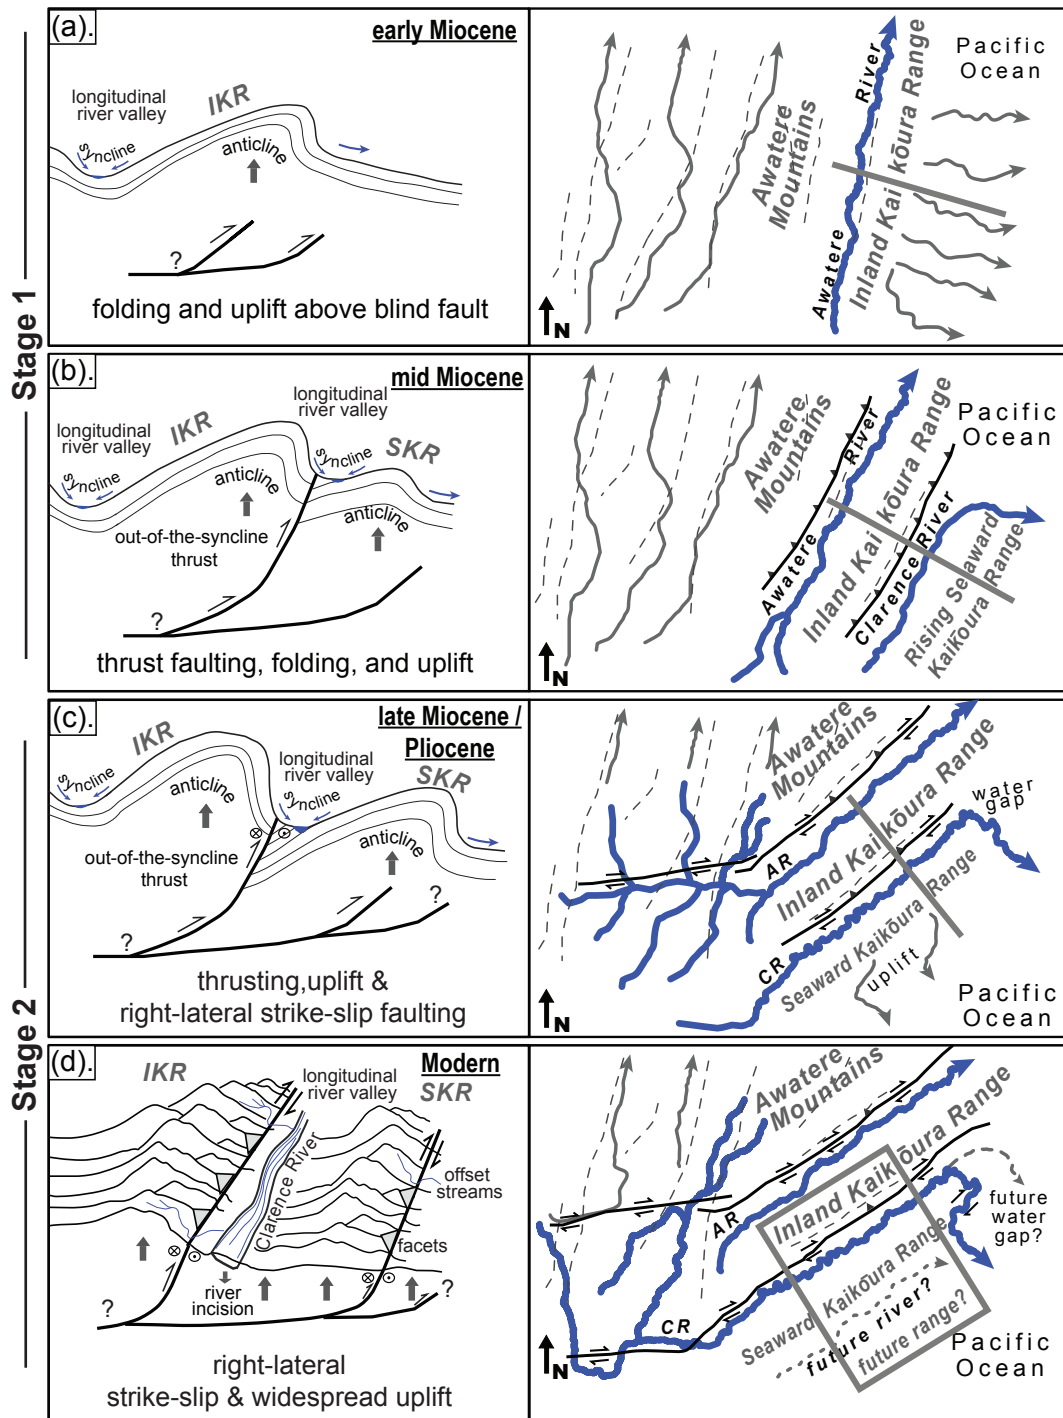 Stage 1
Stage 2
(a).
early Miocene
longitudinal
river valley
IKR
syncline
anticline
?
folding and uplift above blind fault
Awatere
Mountains
Awatere River
Inland Kaikōura Range
Pacific
Ocean
N
(b).
mid Miocene
longitudinal
river valley
IKR
longitudinal
river valley
SKR
syncline
syncline
anticline
anticline
out-of-the-syncline
thrust
?
thrust faulting, folding, and uplift
Awatere
Mountains
Awatere River
Inland Kaikōura Range
Clarence River
Rising Seaward
Kaikōura Range
Pacific
Ocean
N
(c).
late Miocene /
Pliocene
IKR
longitudinal
river valley
SKR
syncline
syncline
anticline
anticline
out-of-the-syncline
thrust
?
?
thrusting,uplift &
right-lateral strike-slip faulting
Awatere
Mountains
AR
Inland Kaikōura Range
water
gap
CR
Seaward Kaikōura Range
uplift
Pacific
Ocean
N
(d).
Modern
IKR
longitudinal
river valley
SKR
Clarence River
offset
streams
facets
river
incision
?
?
right-lateral
strike-slip & widespread uplift
Awatere
Mountains
AR
Inland Kaikōura Range
future
water
gap?
CR
Seaward Kaikōura Range
future river?
future range?
Pacific
Ocean
N